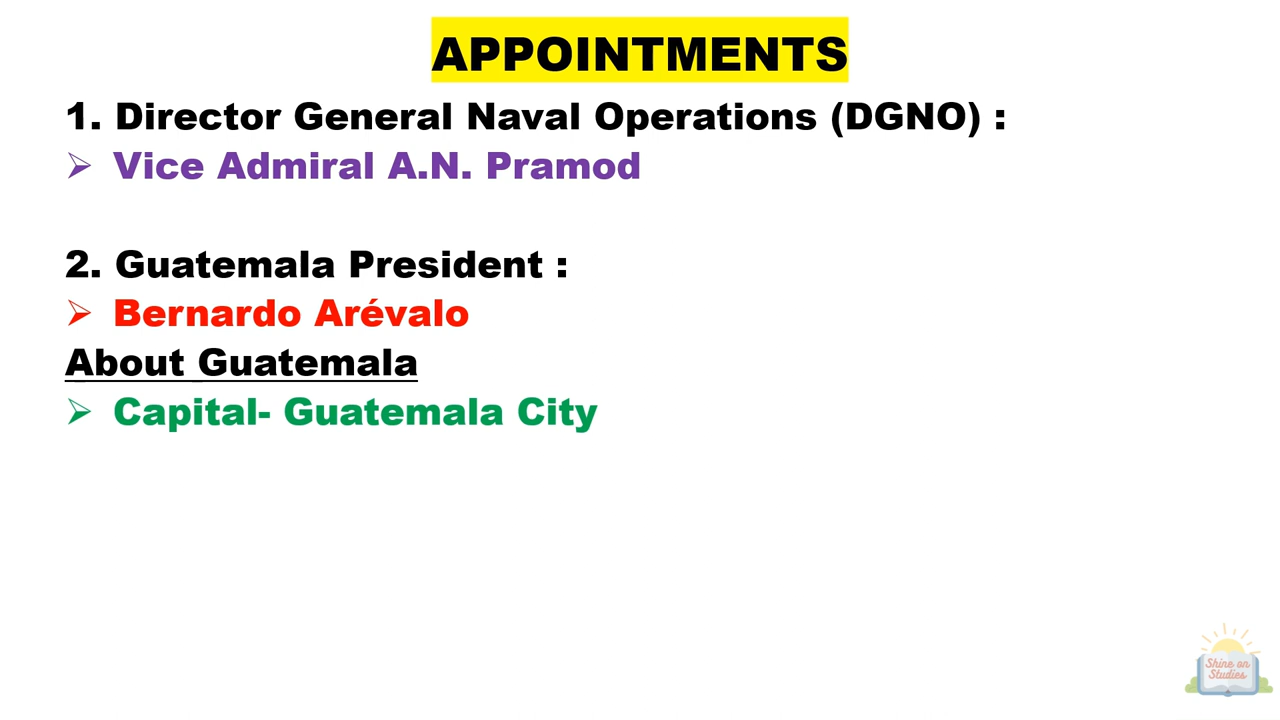 APPOINTMENTS
1. Director General Naval Operations (DGNO) :
➢ Vice Admiral A.N. Pramod
2. Guatemala President :
➢ Bernardo Arévalo
About Guatemala
➢ Capital- Guatemala City
Shine on
Studies